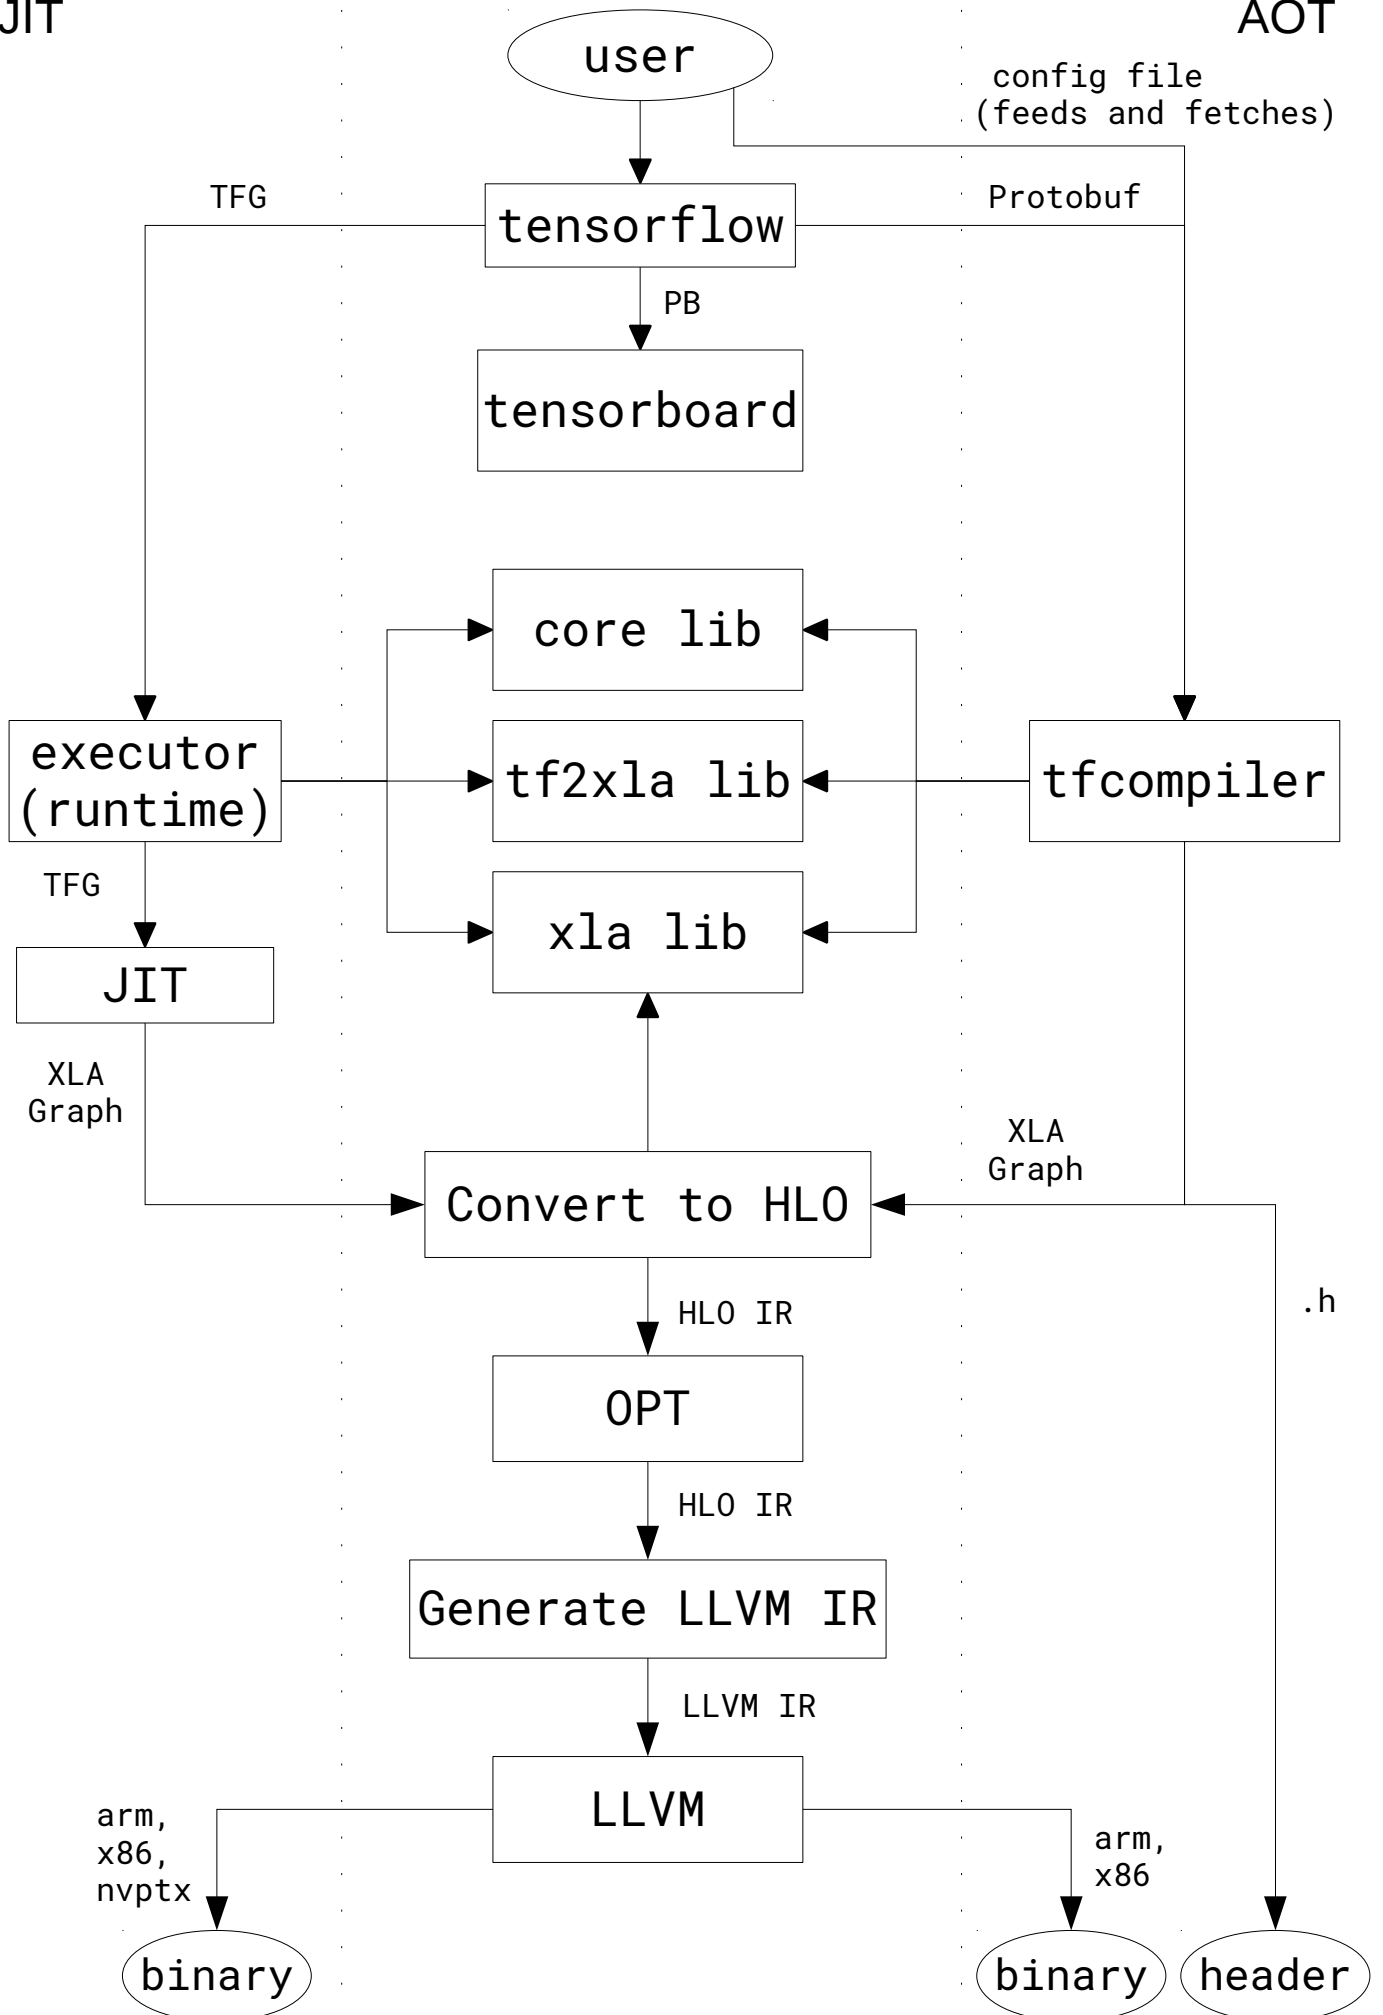 JIT
AOT
user
config file
(feeds and fetches)
TFG
tensorflow
Protobuf
PB
tensorboard
core lib
executor
(runtime)
tf2xla lib
tfcompiler
TFG
xla lib
JIT
XLA
Graph
XLA
Graph
Convert to HLO
HLO IR
.h
OPT
HLO IR
Generate LLVM IR
LLVM IR
LLVM
arm,
x86,
nvptx
arm,
x86
binary
binary
header